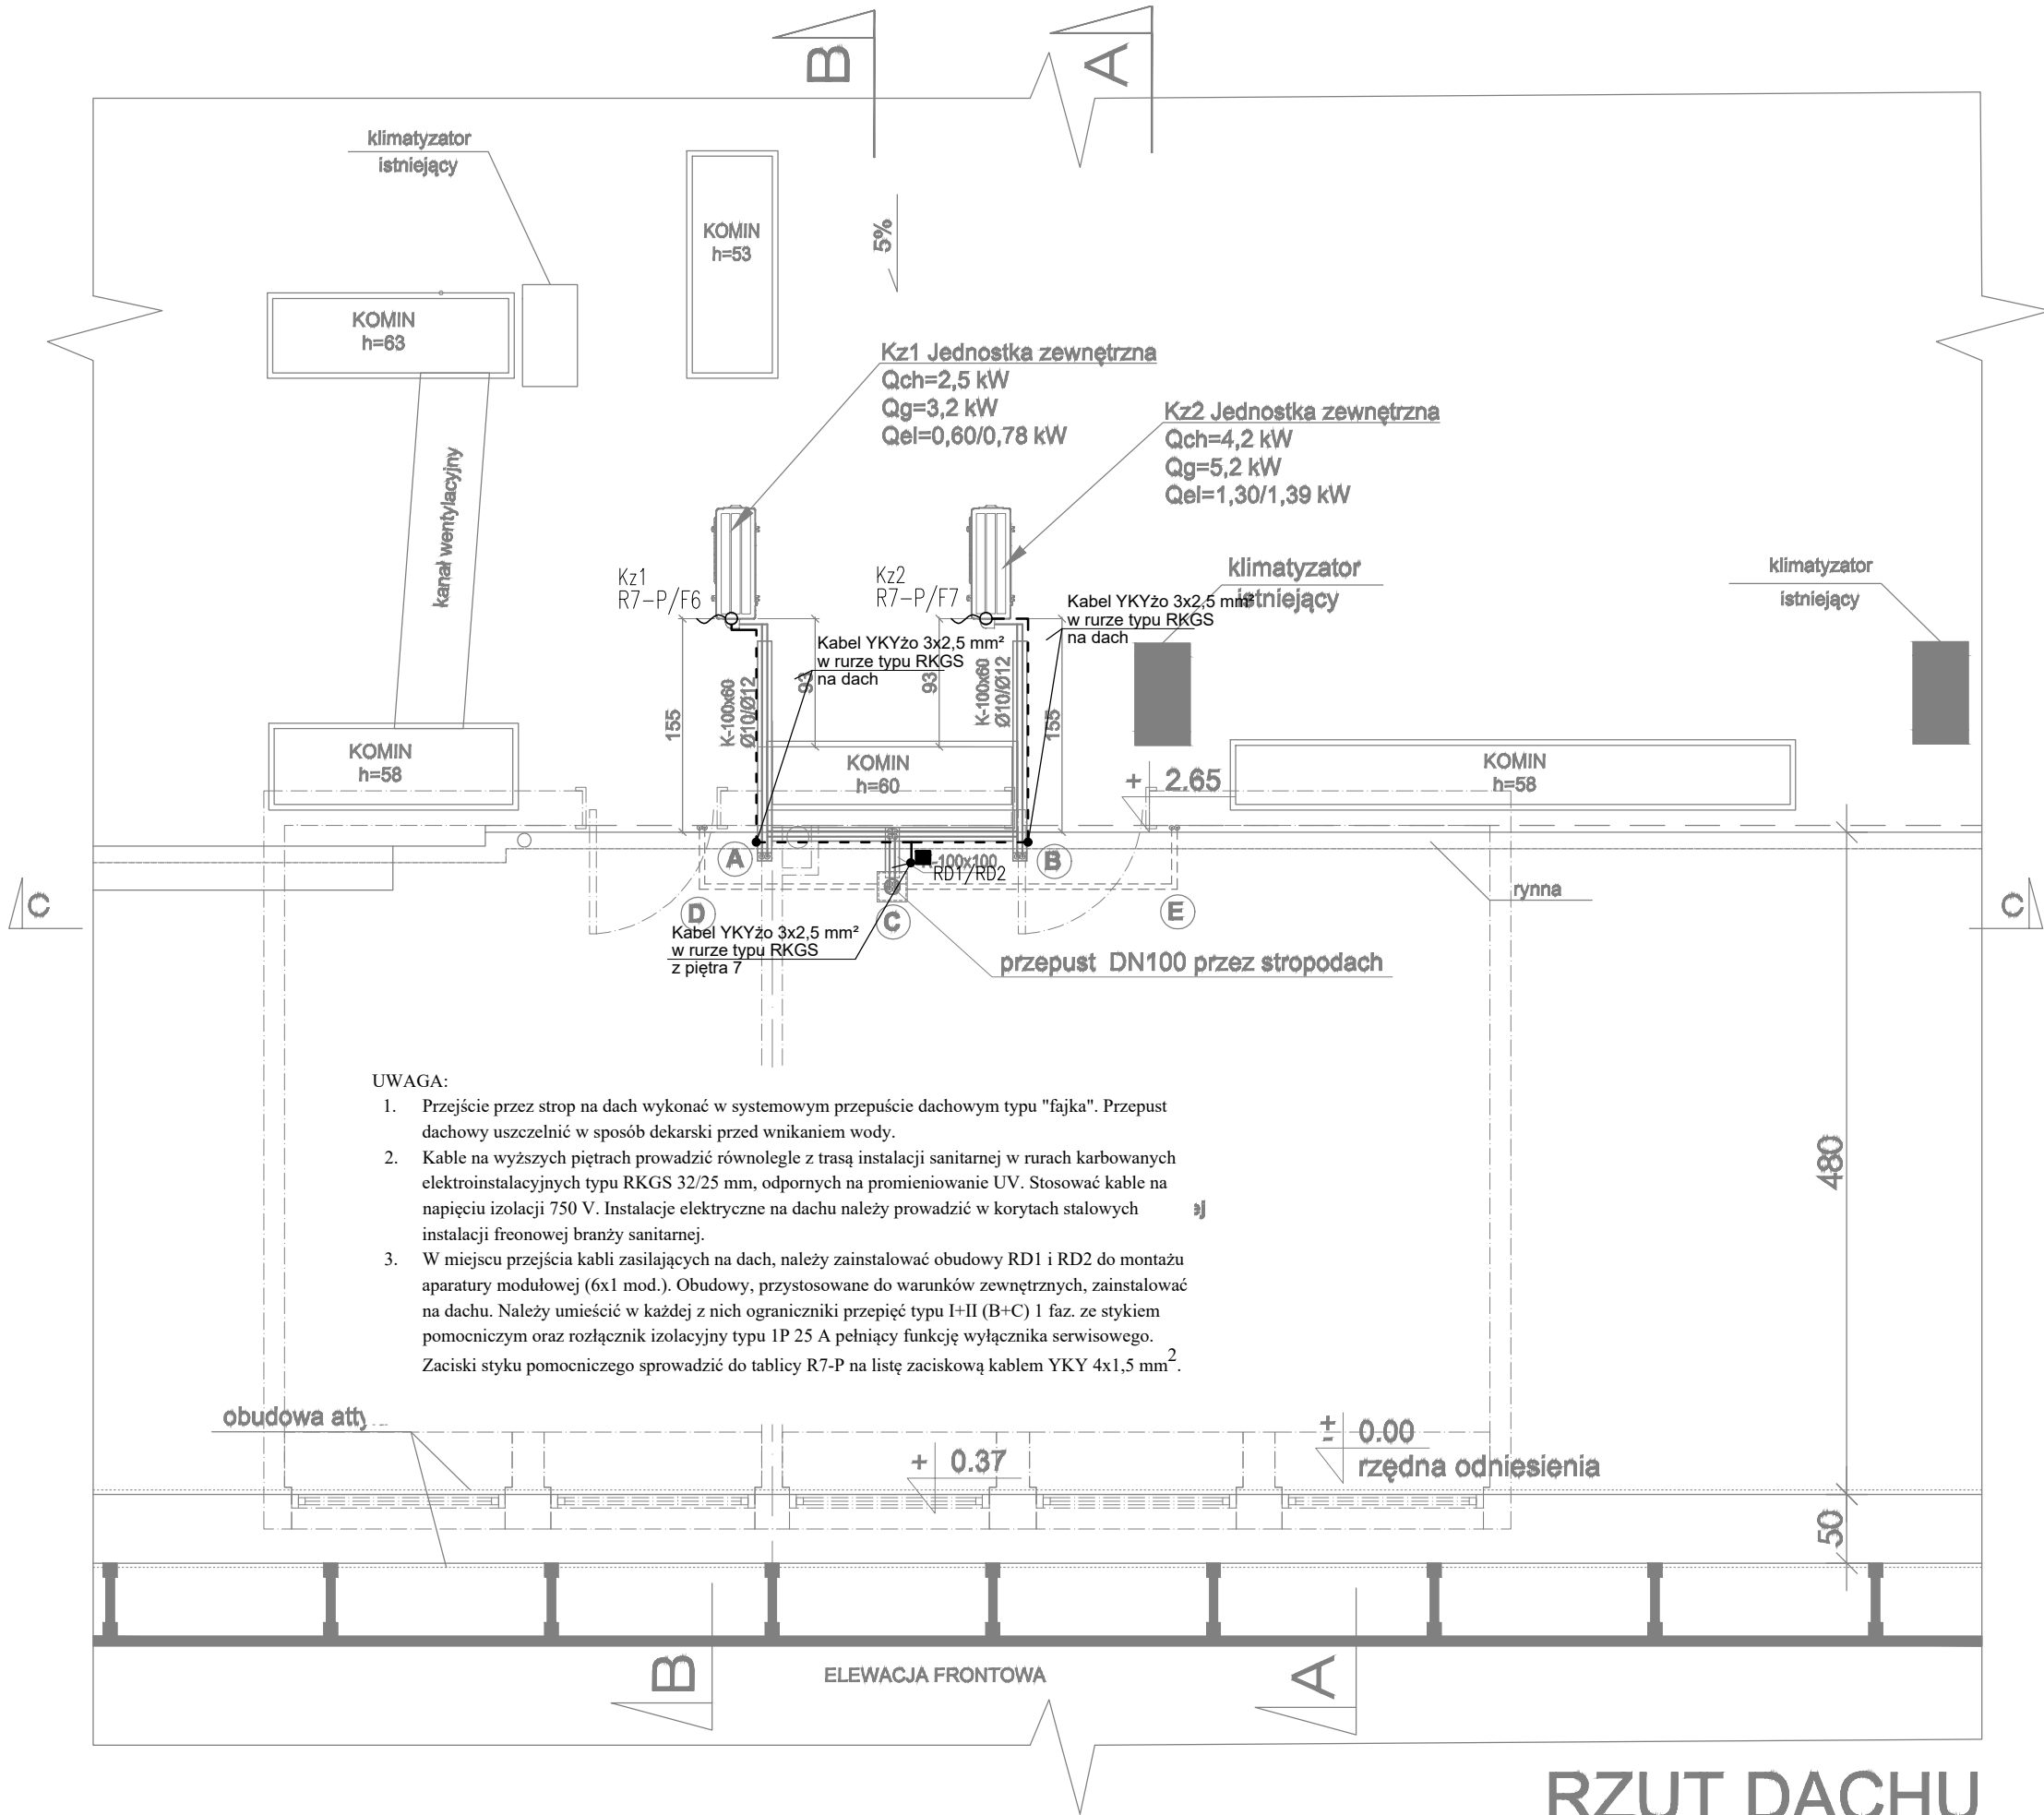 B
A
klimatyzator
istniejący
KOMIN
h=53
5%
KOMIN
h=63
Kz1 Jednostka zewnętrzna
Qch=2,5 kW
Qg=3,2 kW
Qel=0,60/0,78 kW
Kz2 Jednostka zewnętrzna
Qch=4,2 kW
Qg=5,2 kW
Qel=1,30/1,39 kW
kanał wentylacyjny
Kz1
R7-P/F6
Kz2
R7-P/F7
klimatyzator
istniejący
klimatyzator
istniejący
Kabel YKYżo 3x2,5 mm²
w rurze typu RKGS
na dach
Kabel YKYżo 3x2,5 mm²
w rurze typu RKGS
na dach
155
K-100x60
Ø10/Ø12
93
93
K-100x60
Ø10/Ø12
155
KOMIN
h=58
KOMIN
h=60
+ 2.65
KOMIN
h=58
A
-100x100
RD1/RD2
B
C
D
C
E
rynna
C
Kabel YKYżo 3x2,5 mm²
w rurze typu RKGS
z piętra 7
przepust DN100 przez stropodach
UWAGA:
1. Przejście przez strop na dach wykonać w systemowym przepuście dachowym typu "fajka". Przepust
dachowy uszczelnić w sposób dekarski przed wnikaniem wody.
2. Kable na wyższych piętrach prowadzić równolegle z trasą instalacji sanitarnej w rurach karbowanych
elektroinstalacyjnych typu RKGS 32/25 mm, odpornych na promieniowanie UV. Stosować kable na
napięciu izolacji 750 V. Instalacje elektryczne na dachu należy prowadzić w korytach stalowych
instalacji freonowej branży sanitarnej.
3. W miejscu przejścia kabli zasilających na dach, należy zainstalować obudowy RD1 i RD2 do montażu
aparatury modułowej (6x1 mod.). Obudowy, przystosowane do warunków zewnętrznych, zainstalować
na dachu. Należy umieścić w każdej z nich ograniczniki przepięć typu I+II (B+C) 1 faz. ze stykiem
pomocniczym oraz rozłącznik izolacyjny typu 1P 25 A pełniący funkcję wyłącznika serwisowego.
Zaciski styku pomocniczego sprowadzić do tablicy R7-P na listę zaciskową kablem YKY 4x1,5 mm².
480
obudowa atty
+ 0.37
± 0.00
rzędna odniesienia
50
B
ELEWACJA FRONTOWA
A
RZUT DACHU